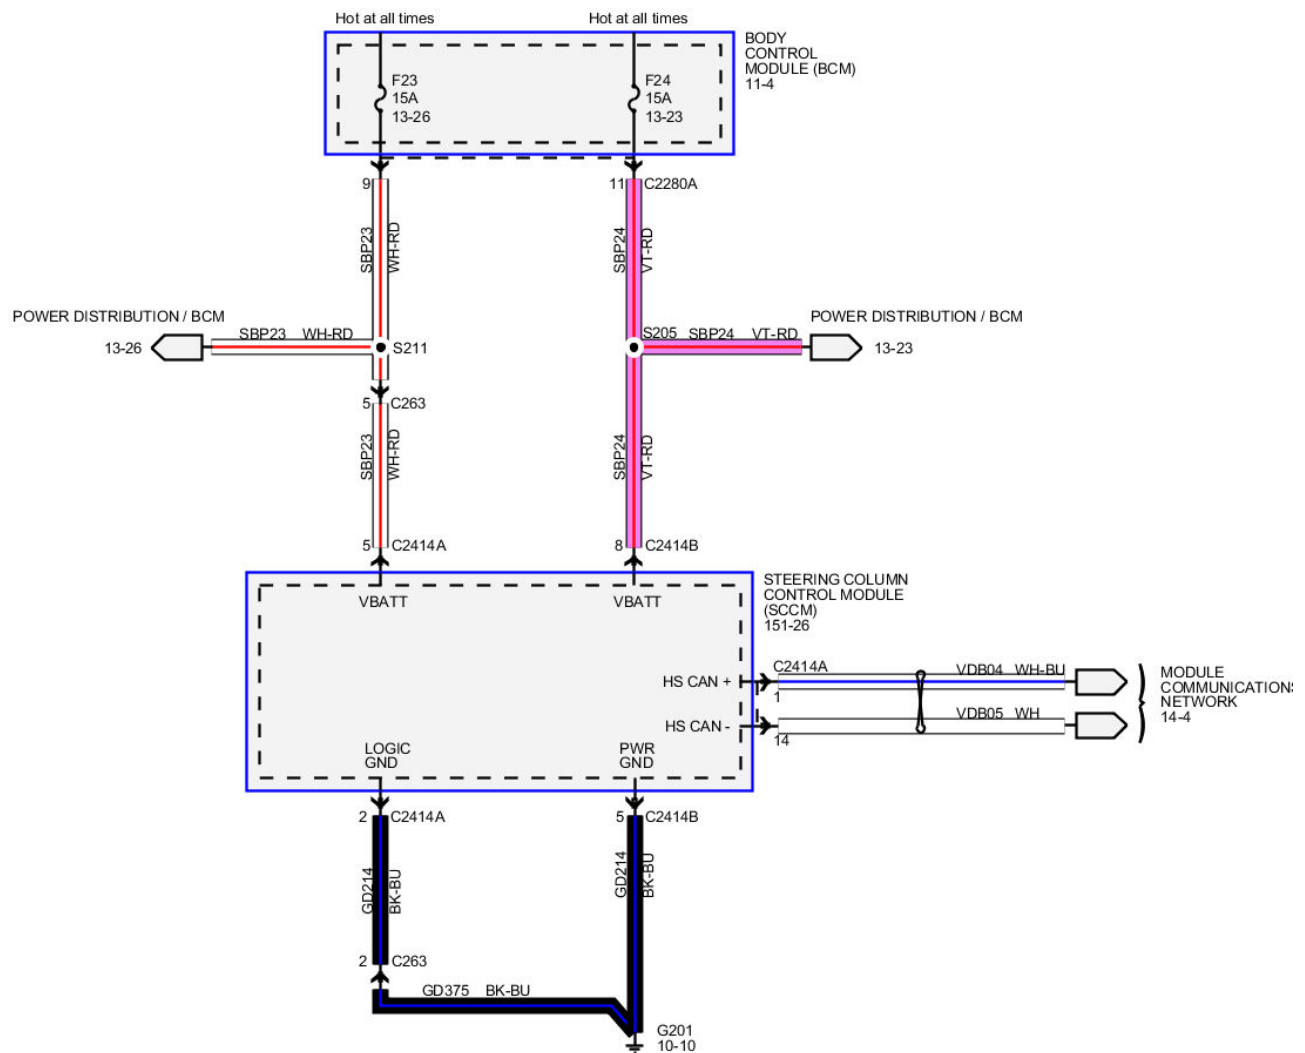 Hot at all times
Hot at all times
BODY
CONTROL
MODULE (BCM)
11-4
F23
15A
13-26
F24
15A
13-23
9
11
C2280A
SBP23
WH-RD
SBP24
VT-RD
POWER DISTRIBUTION / BCM
13-26
SBP23
WH-RD
S211
S205
SBP24
VT-RD
POWER DISTRIBUTION / BCM
13-23
5
C263
SBP23
WH-RD
SBP24
VT-RD
5
C2414A
8
C2414B
VBATT
VBATT
STEERING COLUMN
CONTROL MODULE
(SCCM)
151-26
HS CAN +
C2414A
1
VDB04
WH-BU
HS CAN -
14
VDB05
WH
MODULE
COMMUNICATIONS
NETWORK
14-4
LOGIC
GND
PWR
GND
2
C2414A
5
C2414B
GD214
BK-BU
GD214
BK-BU
2
C263
GD375
BK-BU
G201
10-10